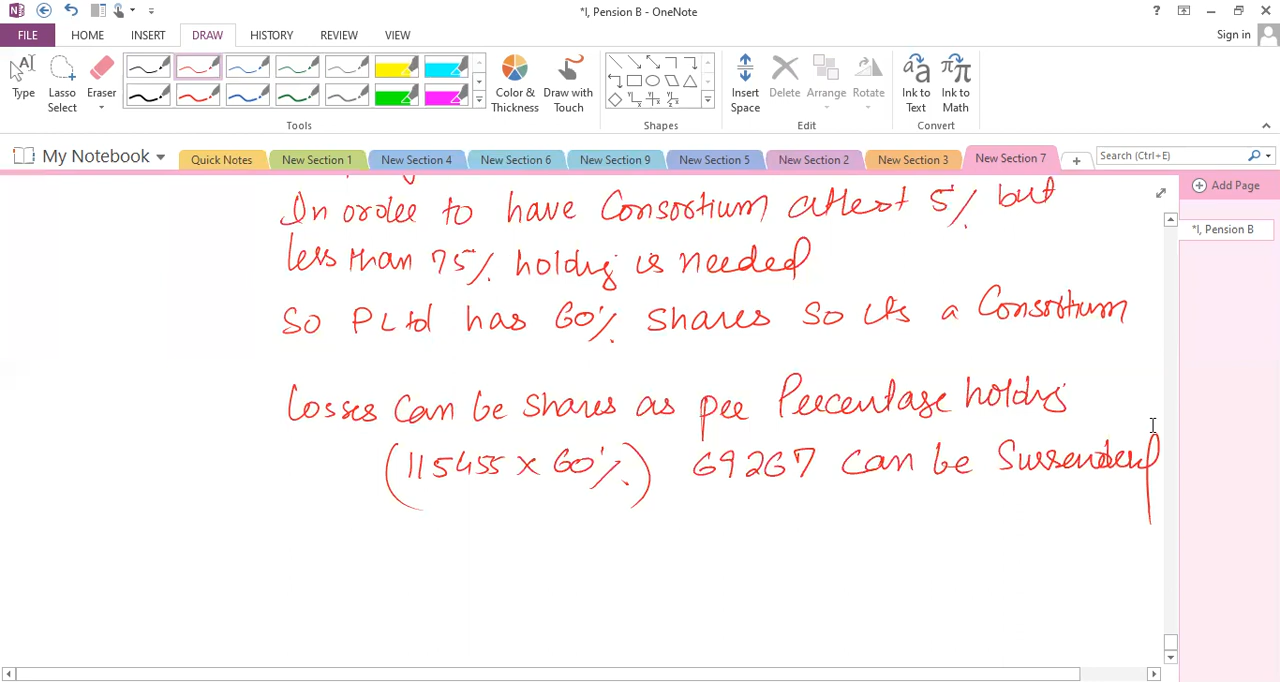 *I, Pension B - OneNote
FILE HOME INSERT DRAW HISTORY REVIEW VIEW
Sign in
Type Lasso Select Eraser
Color & Thickness Draw with Touch
Insert Space Delete Arrange Rotate
Ink to Text Ink to Math
Tools Shapes Edit Convert
My Notebook Quick Notes New Section 1 New Section 4 New Section 6 New Section 9 New Section 5 New Section 2 New Section 3 New Section 7
Search (Ctrl+E)
Add Page
*I, Pension B
In order to have Consortium atlest 5% but
less than 75% holdig is needed
So P Ltd has 60% shares so its a Consortium
Losses can be shares as per Percentage holdig
(115455 x 60%) 69267 can be Surrenderd